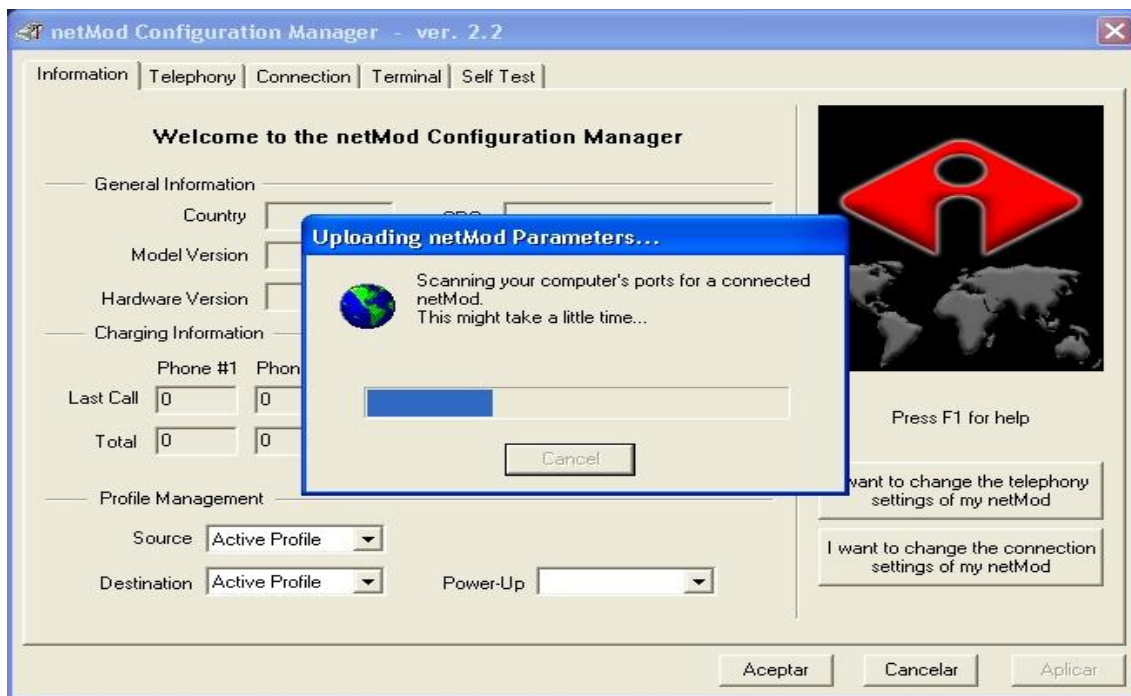 netMod Configuration Manager - ver. 2.2
Information
Telephony
Connection
Terminal
Self Test
Welcome to the netMod Configuration Manager
General Information
Country
Model Version
Hardware Version
Charging Information
Phone #1
Last Call
0
0
Total
0
0
Profile Management
Source
Active Profile
Destination
Active Profile
Power-Up
Uploading netMod Parameters...
Scanning your computer's ports for a connected
netMod.
This might take a little time...
Cancel
Press F1 for help
want to change the telephony
settings of my netMod
I want to change the connection
settings of my netMod
Aceptar
Cancelar
Aplicar